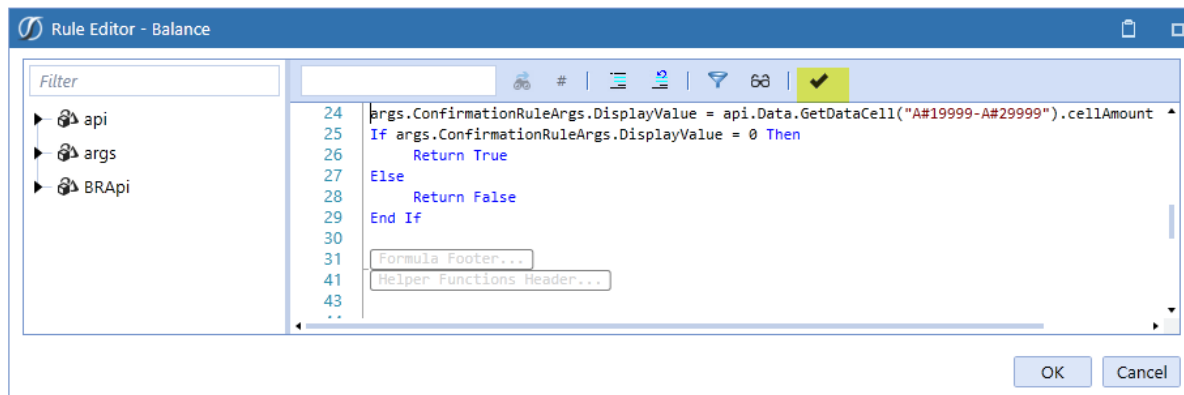 Rule Editor - Balance
Filter
#
api
args
BRApi
24 args.ConfirmationRuleArgs.DisplayValue = api.Data.GetDataCell("A#19999-A#29999").cellAmount
25 If args.ConfirmationRuleArgs.DisplayValue = 0 Then
26 Return True
27 Else
28 Return False
29 End If
30
31 Formula Footer...
41 Helper Functions Header...
43
OK Cancel